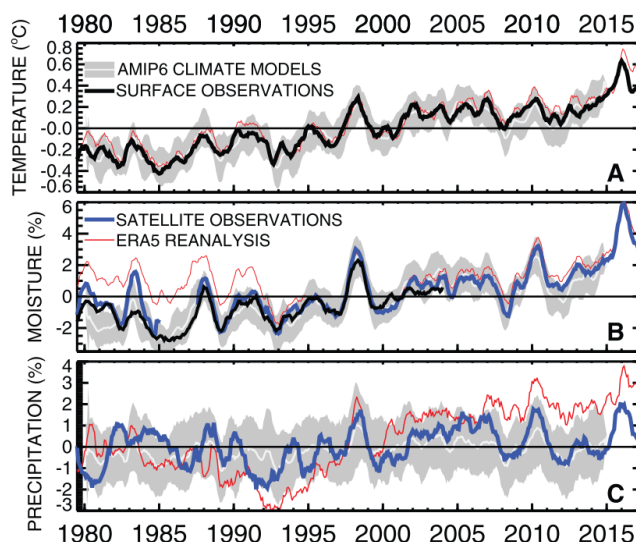 1980 1985 1990 1995 2000 2005 2010 2015
TEMPERATURE (°C)
0.8
0.6
0.4
0.2
-0.0
-0.2
-0.4
-0.6
AMIP6 CLIMATE MODELS
SURFACE OBSERVATIONS
A
MOISTURE (%)
6
4
2
0
-2
SATELLITE OBSERVATIONS
ERA5 REANALYSIS
B
PRECIPITATION (%)
4
3
2
1
0
-1
-2
-3
C
1980 1985 1990 1995 2000 2005 2010 2015